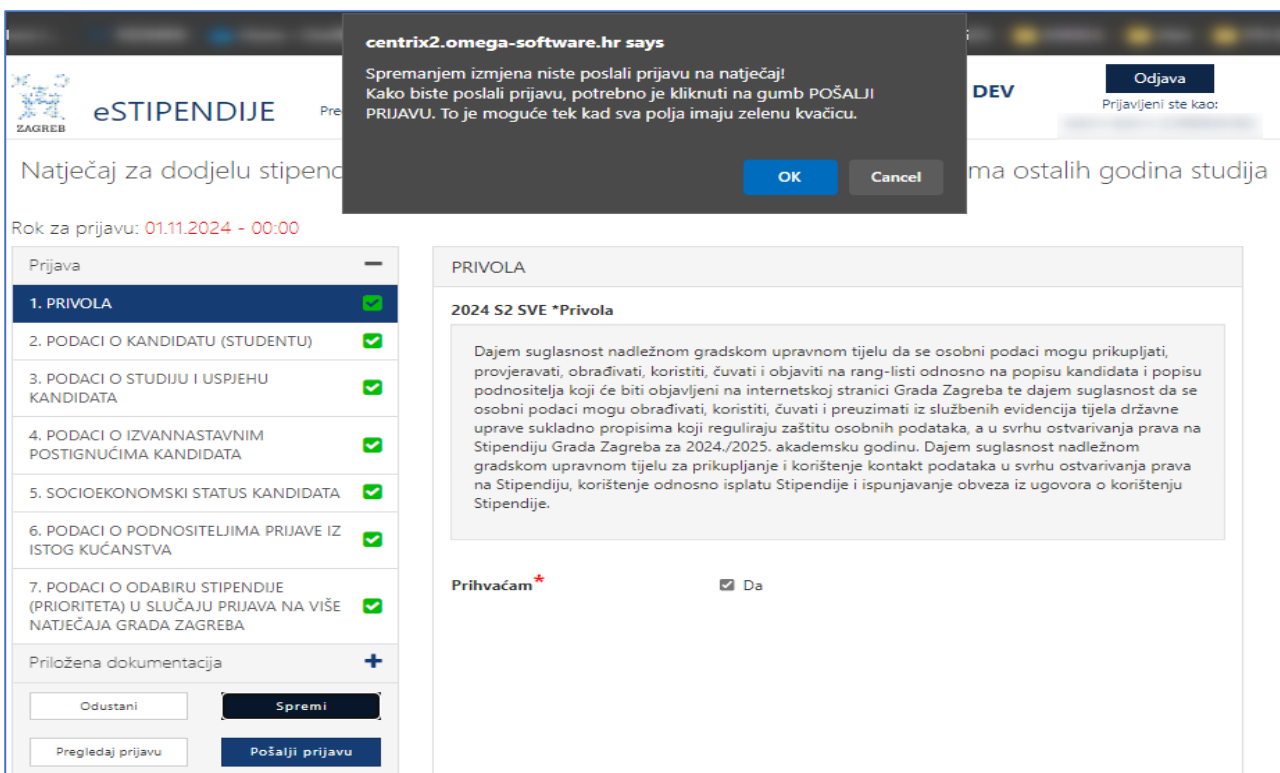 centrix2.omega-software.hr says
Spremanjem izmjena niste poslali prijavu na natječaj!
Kako biste poslali prijavu, potrebno je kliknuti na gumb POŠALJI
PRIJAVU. To je moguće tek kad sva polja imaju zelenu kvačicu.
OK
Cancel
ZAGREB
eSTIPENDIJE
Pre
DEV
Odjava
Prijavljeni ste kao:
Natječaj za dodjelu stipend
ma ostalih godina studija
Rok za prijavu: 01.11.2024 - 00:00
Prijava
1. PRIVOLA
2. PODACI O KANDIDATU (STUDENTU)
3. PODACI O STUDIJU I USPJEHU
KANDIDATA
4. PODACI O IZVANNASTAVNIM
POSTIGNUĆIMA KANDIDATA
5. SOCIOEKONOMSKI STATUS KANDIDATA
6. PODACI O PODNOSITELJIMA PRIJAVE IZ
ISTOG KUĆANSTVA
7. PODACI O ODABIRU STIPENDIJE
(PRIORITETA) U SLUČAJU PRIJAVA NA VIŠE
NATJEČAJA GRADA ZAGREBA
Priložena dokumentacija
Odustani
Spremi
Pregledaj prijavu
Pošalji prijavu
PRIVOLA
2024 S2 SVE *Privola
Dajem suglasnost nadležnom gradskom upravnom tijelu da se osobni podaci mogu prikupljati,
provjeravati, obrađivati, koristiti, čuvati i objaviti na rang-listi odnosno na popisu kandidata i popisu
podnositelja koji će biti objavljeni na internetskoj stranici Grada Zagreba te dajem suglasnost da se
osobni podaci mogu obrađivati, koristiti, čuvati i preuzimati iz službenih evidencija tijela državne
uprave sukladno propisima koji reguliraju zaštitu osobnih podataka, a u svrhu ostvarivanja prava na
Stipendiju Grada Zagreba za 2024./2025. akademsku godinu. Dajem suglasnost nadležnom
gradskom upravnom tijelu za prikupljanje i korištenje kontakt podataka u svrhu ostvarivanja prava
na Stipendiju, korištenje odnosno isplatu Stipendije i ispunjavanje obveza iz ugovora o korištenju
Stipendije.
Prihvaćam*
Da